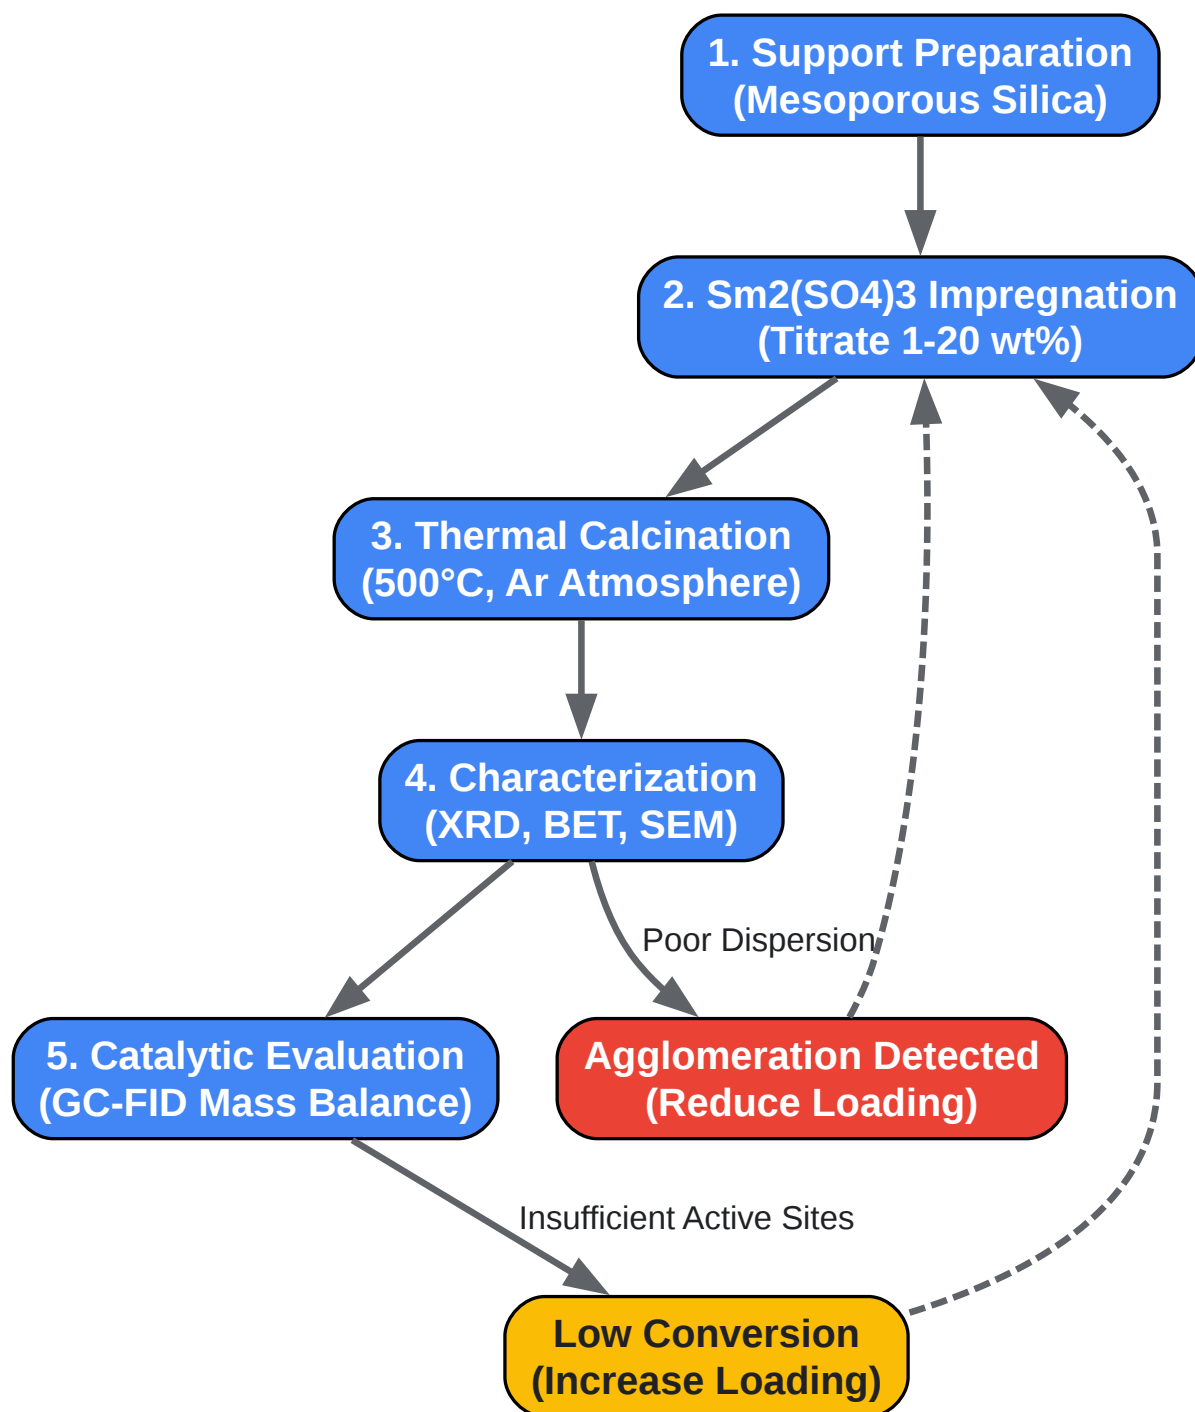 1. Support Preparation
(Mesoporous Silica)
2. Sm2(SO4)3 Impregnation
(Titrate 1-20 wt%)
3. Thermal Calcination
(500°C, Ar Atmosphere)
4. Characterization
(XRD, BET, SEM)
Poor Dispersion
5. Catalytic Evaluation
(GC-FID Mass Balance)
Agglomeration Detected
(Reduce Loading)
Insufficient Active Sites
Low Conversion
(Increase Loading)